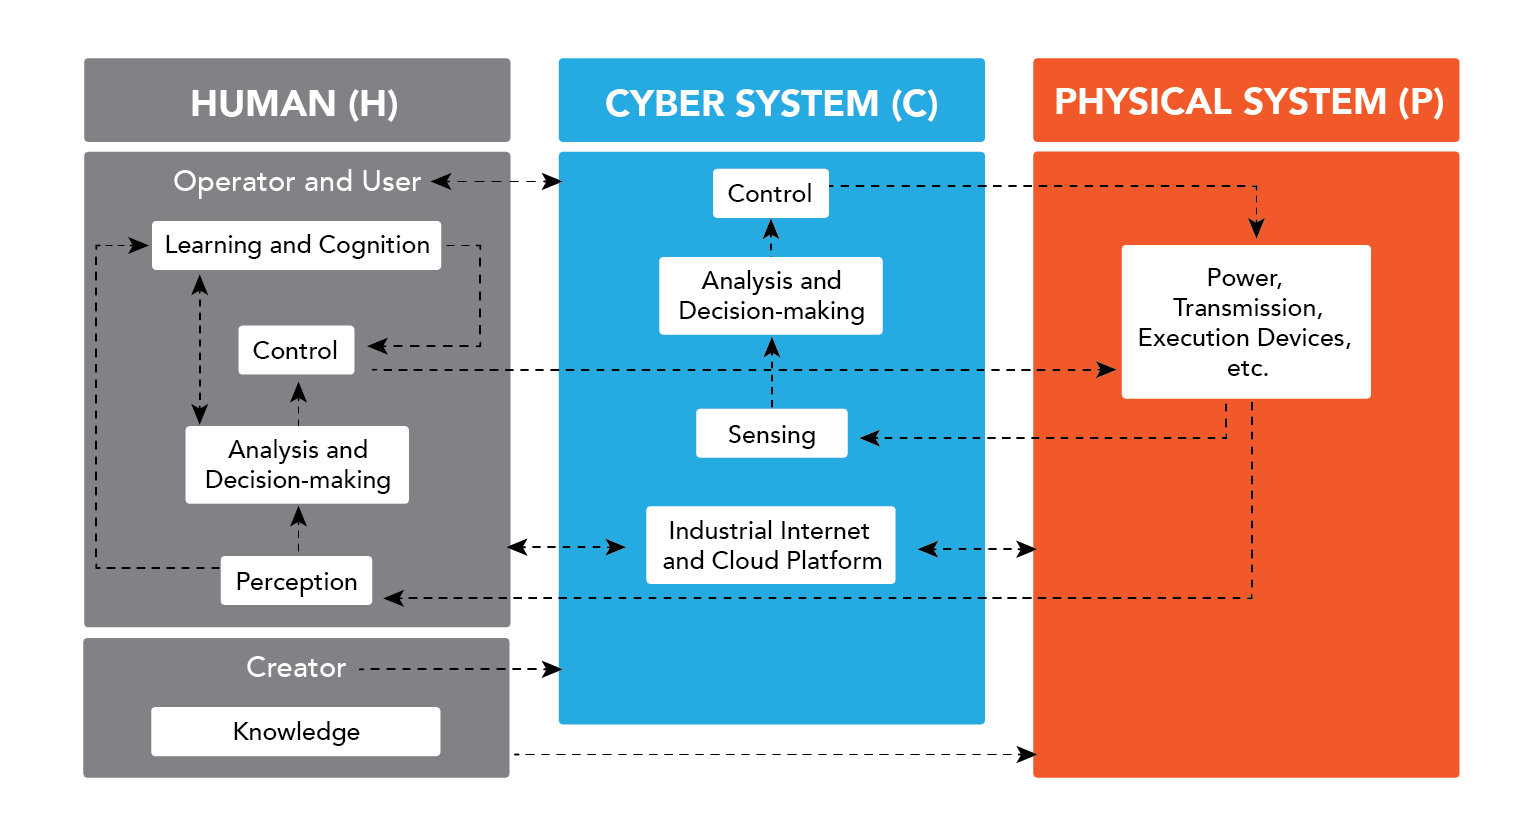 HUMAN (H)
Operator and User
Learning and Cognition
Control
Analysis and
Decision-making
Perception
Creator
Knowledge
CYBER SYSTEM (C)
Control
Analysis and
Decision-making
Sensing
Industrial Internet
and Cloud Platform
PHYSICAL SYSTEM (P)
Power,
Transmission,
Execution Devices,
etc.